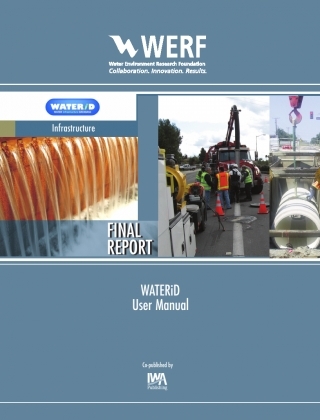 WERF
Water Environment Research Foundation
Collaboration. Innovation. Results.
WATERiD
Infrastructure
FINAL
REPORT
WATERiD
User Manual
Co-published by
IWA
Publishing